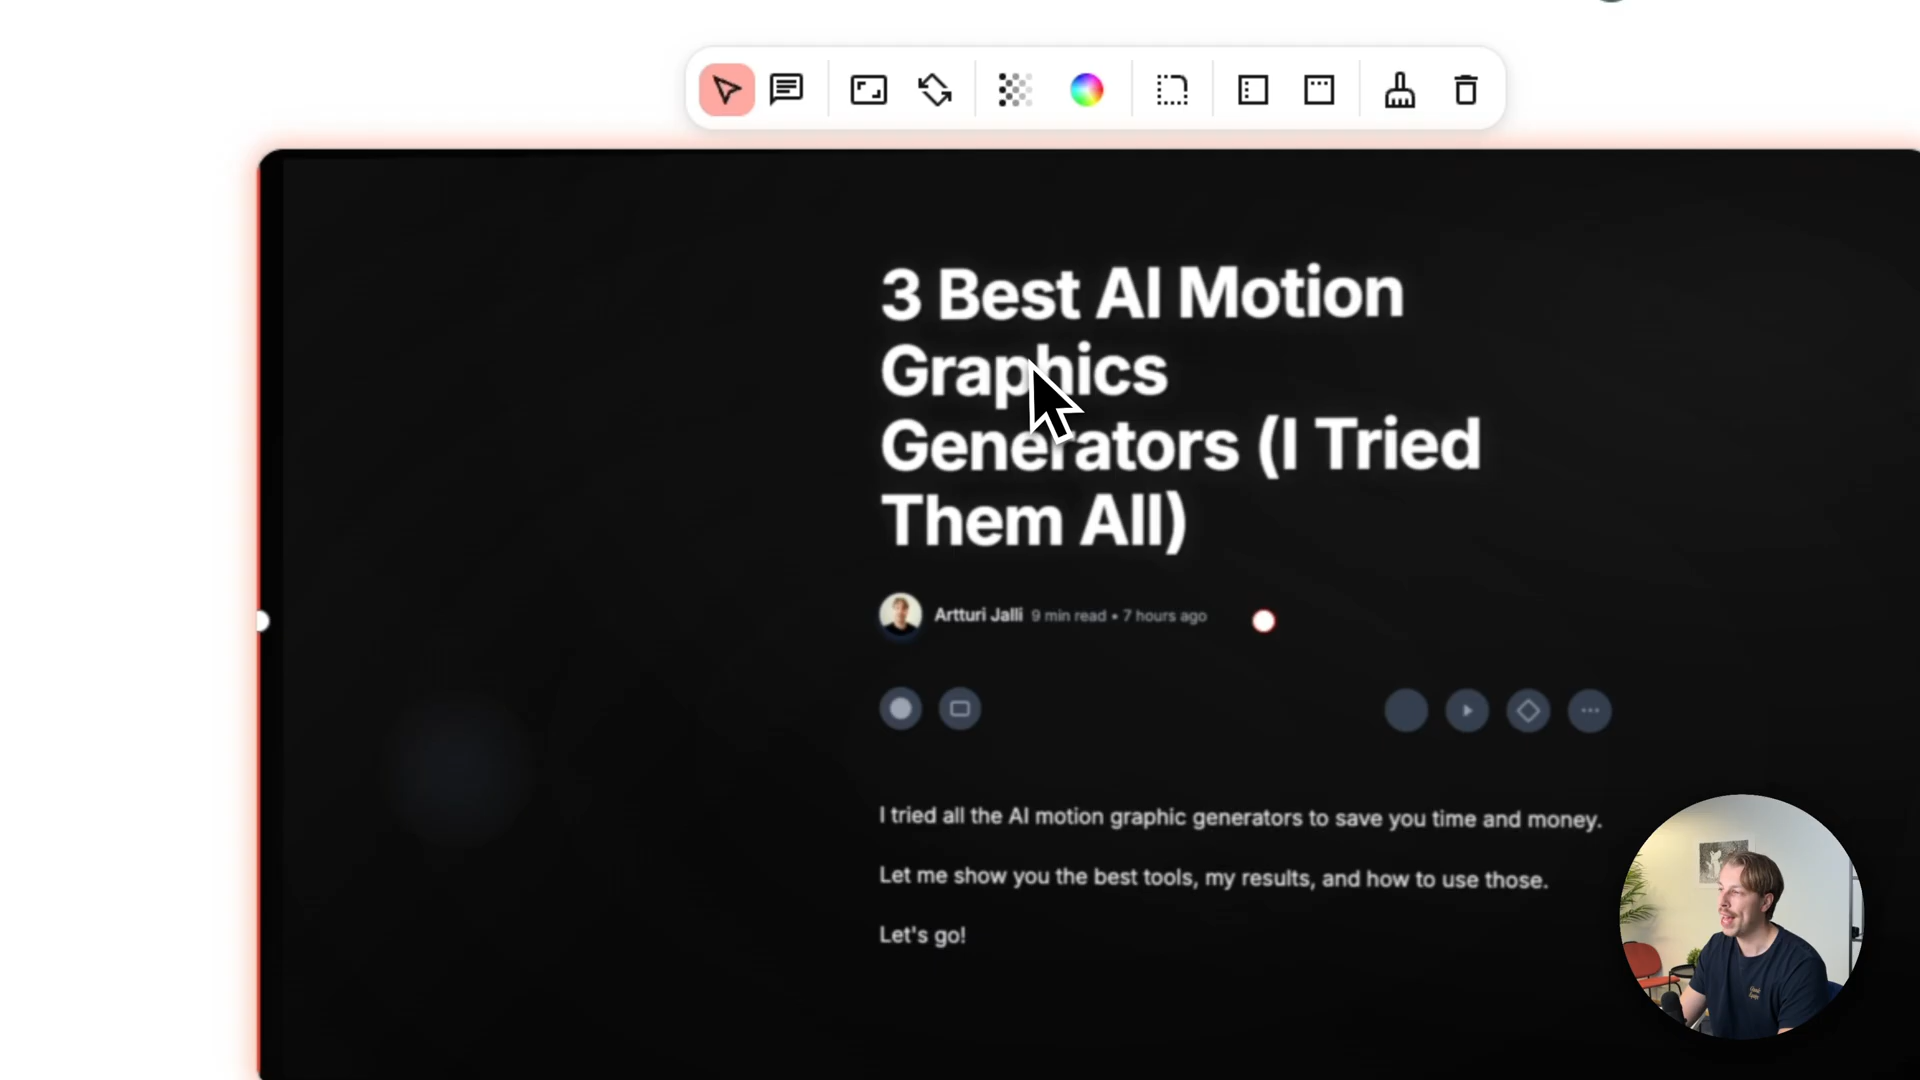 3 Best AI Motion
Graphics
Generators (I Tried
Them All)
Artturi Jalli 9 min read • 7 hours ago
I tried all the AI motion graphic generators to save you time and money.
Let me show you the best tools, my results, and how to use those.
Let's go!